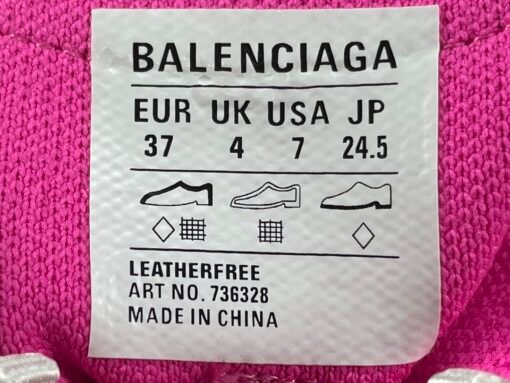 BALENCIAGA
EUR UK USA JP
37 4 7 24.5
LEATHERFREE
ART NO. 736328
MADE IN CHINA